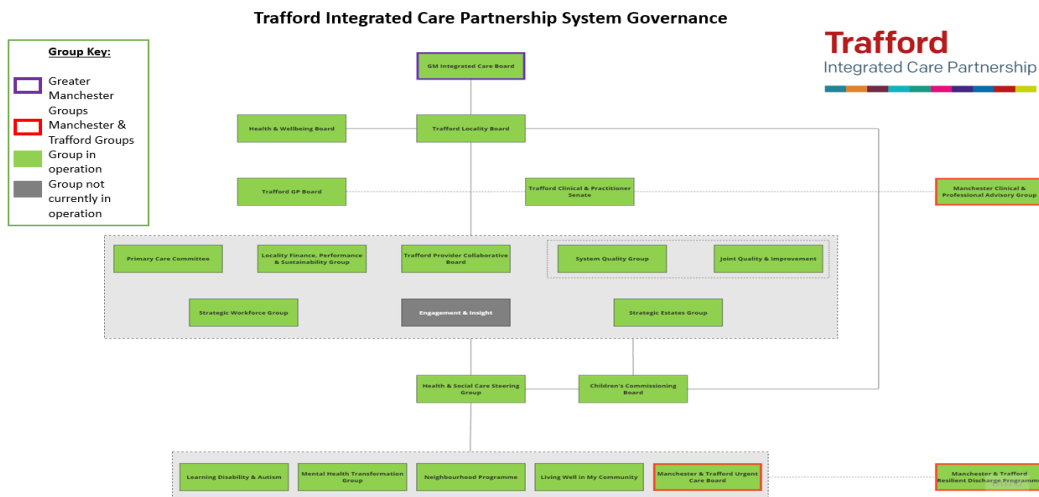 Trafford Integrated Care Partnership System Governance
Trafford
Integrated Care Partnership
Group Key:
Greater
Manchester
Groups
Manchester &
Trafford Groups
Group in
operation
Group not
currently in
operation
GM Integrated Care Board
Health & Wellbeing Board
Trafford Locality Board
Trafford GP Board
Trafford Clinical & Practitioner
Senate
Manchester Clinical &
Professional Advisory Group
Primary Care Committee
Locality Finance, Performance
& Sustainability Group
Trafford Provider Collaborative
Board
System Quality Group
Joint Quality & Improvement
Strategic Workforce Group
Engagement & Insight
Strategic Estates Group
Health & Social Care Steering
Group
Children's Commissioning
Board
Learning Disability & Autism
Mental Health Transformation
Group
Neighbourhood Programme
Living Well in My Community
Manchester & Trafford Urgent
Care Board
Manchester & Trafford
Resilient Discharge Programme